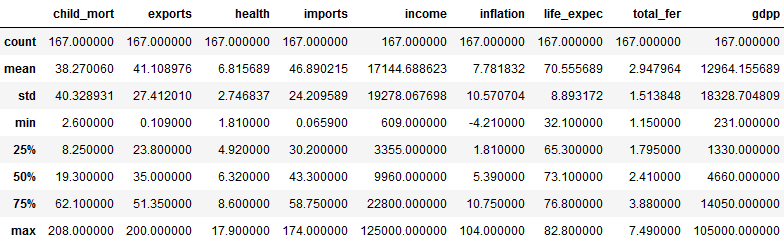 child_mort exports health imports income inflation life_expec total_fer gdpp
count 167.000000 167.000000 167.000000 167.000000 167.000000 167.000000 167.000000 167.000000 167.000000
mean 38.270060 41.108976 6.815689 46.890215 17144.688623 7.781832 70.555689 2.947964 12964.155689
std 40.328931 27.412010 2.746837 24.209589 19278.067698 10.570704 8.893172 1.513848 18328.704809
min 2.600000 0.109000 1.810000 0.065900 609.000000 -4.210000 32.100000 1.150000 231.000000
25% 8.250000 23.800000 4.920000 30.200000 3355.000000 1.810000 65.300000 1.795000 1330.000000
50% 19.300000 35.000000 6.320000 43.300000 9960.000000 5.390000 73.100000 2.410000 4660.000000
75% 62.100000 51.350000 8.600000 58.750000 22800.000000 10.750000 76.800000 3.880000 14050.000000
max 208.000000 200.000000 17.900000 174.000000 125000.000000 104.000000 82.800000 7.490000 105000.000000